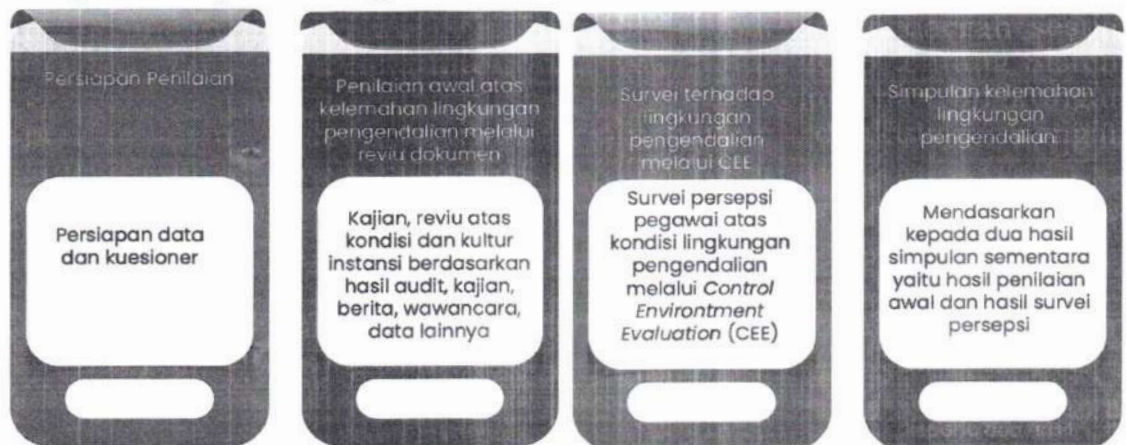 Persiapan Penilaian
Persiapan data
dan kuesioner
Penilaian awal atas
kelemahan lingkungan
pengendalian melalui
reviu dokumen
Kajian, reviu atas
kondisi dan kultur
instansi berdasarkan
hasil audit, kajian,
berita, wawancara,
data lainnya
Survei terhadap
lingkungan
pengendalian
melalui CEE
Survei persepsi
pegawai atas
kondisi lingkungan
pengendalian
melalui Control
Environtment
Evaluation (CEE)
Simpulan kelemahan
lingkungan
pengendalian
Mendasarkan
kepada dua hasil
simpulan sementara
yaitu hasil penilaian
awal dan hasil survei
persepsi